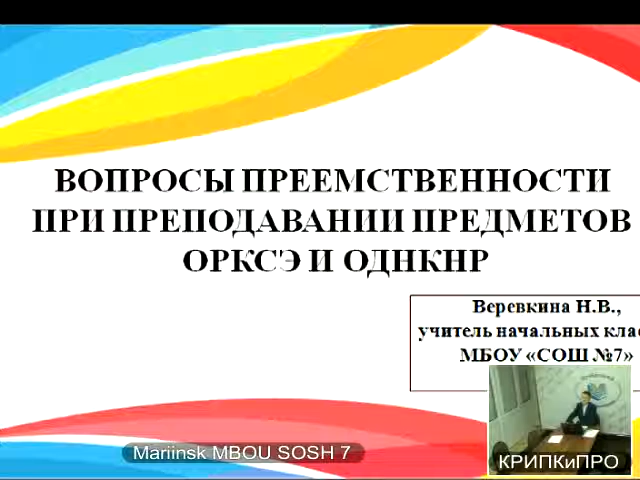 ВОПРОСЫ ПРЕЕМСТВЕННОСТИ
ПРИ ПРЕПОДАВАНИИ ПРЕДМЕТОВ
ОРКСЭ И ОДНКНР
Веревкина Н.В.,
учитель начальных клас
МБОУ «СОШ №7»
Mariinsk MBOU SOSH 7
КРИПКиПРО